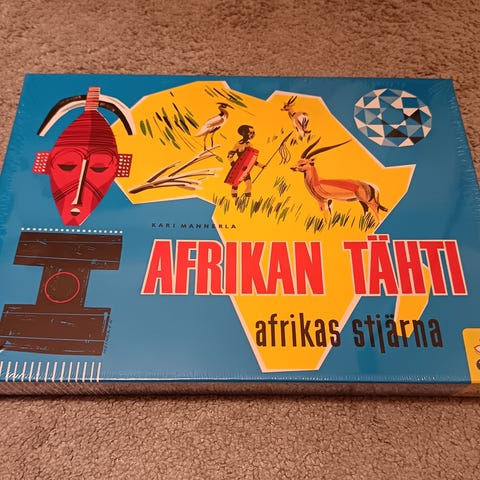 KARI MANNERLA
AFRIKAN TÄHTI
afrikas stjärna